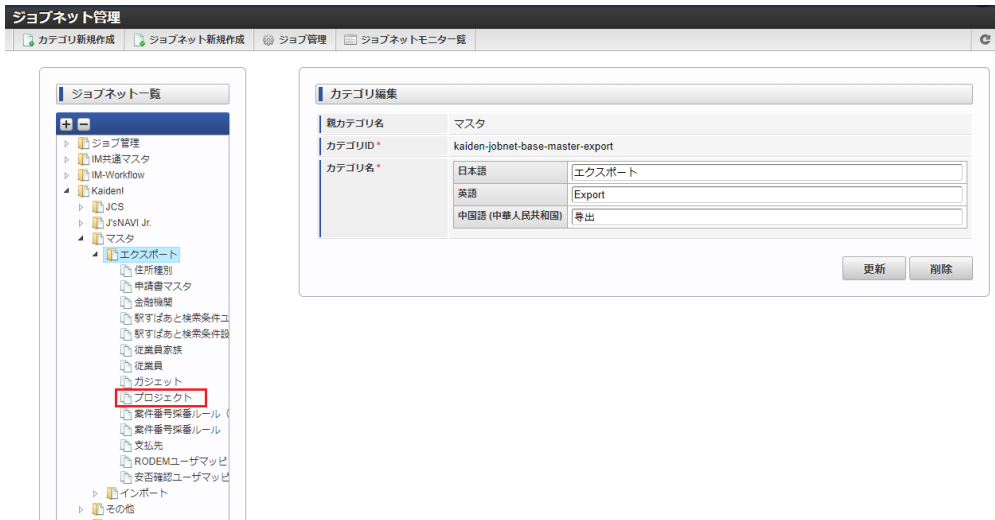 ジョブネット管理
カテゴリ新規作成 ジョブネット新規作成 ジョブ管理 ジョブネットモニター覧
ジョブネット一覧
ジョブ管理
IM共通マスタ
IM-Workflow
Kaiden!
JCS
J'sNAVI Jr.
マスタ
エクスポート
住所種別
申請書マスタ
金融機関
駅すぱあと検索条件ユ
駅すぱあと検索条件設
従業員家族
従業員
ガジェット
プロジェクト
案件番号採番ルール（
案件番号採番ルール
支払先
RODEMユーザマッピ
安否確認ユーザマッピ
インポート
その他
カテゴリ編集
親カテゴリ名 マスタ
カテゴリID * kaiden-jobnet-base-master-export
カテゴリ名 *
日本語 エクスポート
英語 Export
中国語 (中華人民共和国) 导出
更新 削除